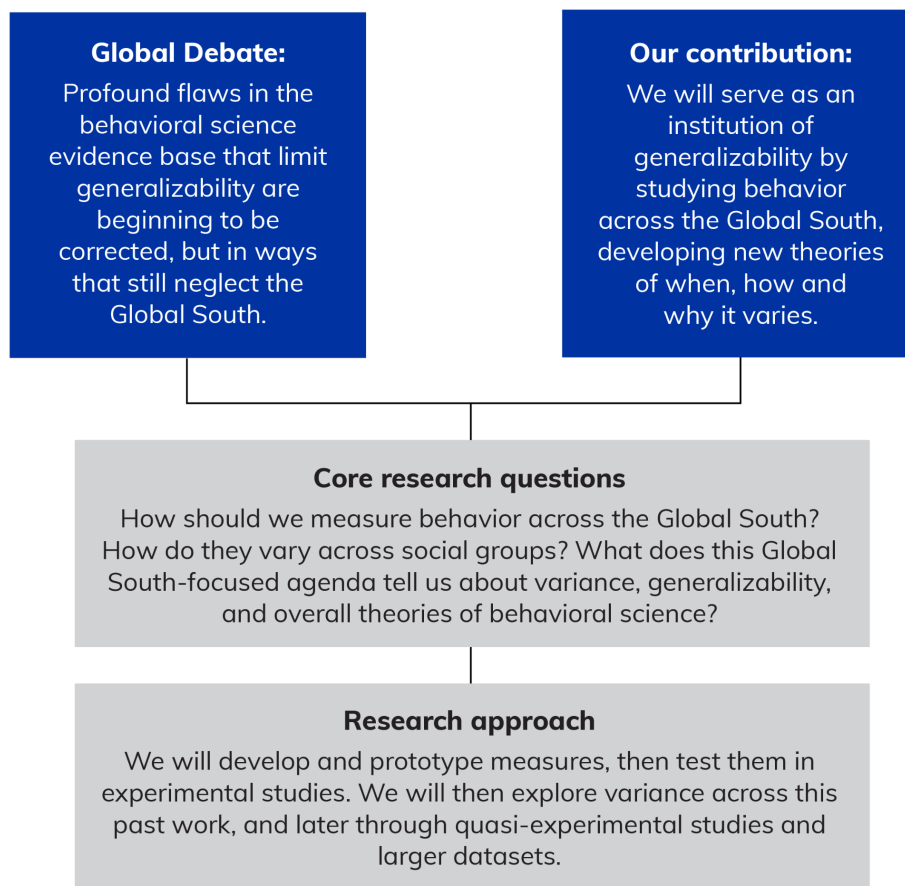 Global Debate:
Profound flaws in the
behavioral science
evidence base that limit
generalizability are
beginning to be
corrected, but in ways
that still neglect the
Global South.
Our contribution:
We will serve as an
institution of
generalizability by
studying behavior
across the Global South,
developing new theories
of when, how and
why it varies.
Core research questions
How should we measure behavior across the Global South?
How do they vary across social groups? What does this Global
South-focused agenda tell us about variance, generalizability,
and overall theories of behavioral science?
Research approach
We will develop and prototype measures, then test them in
experimental studies. We will then explore variance across this
past work, and later through quasi-experimental studies and
larger datasets.